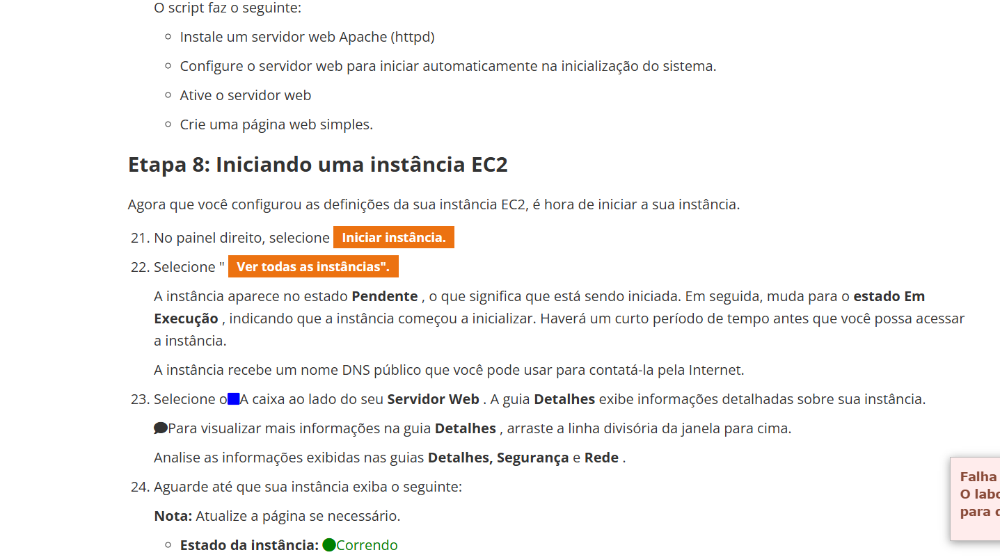 O script faz o seguinte:
Instale um servidor web Apache (httpd)
Configure o servidor web para iniciar automaticamente na inicialização do sistema.
Ative o servidor web
Crie uma página web simples.
Etapa 8: Iniciando uma instância EC2
Agora que você configurou as definições da sua instância EC2, é hora de iniciar a sua instância.
21. No painel direito, selecione Iniciar instância.
22. Selecione " Ver todas as instâncias".
A instância aparece no estado Pendente , o que significa que está sendo iniciada. Em seguida, muda para o estado Em
Execução , indicando que a instância começou a inicializar. Haverá um curto período de tempo antes que você possa acessar
a instância.
A instância recebe um nome DNS público que você pode usar para contatá-la pela Internet.
23. Selecione o A caixa ao lado do seu Servidor Web . A guia Detalhes exibe informações detalhadas sobre sua instância.
Para visualizar mais informações na guia Detalhes , arraste a linha divisória da janela para cima.
Analise as informações exibidas nas guias Detalhes, Segurança e Rede .
24. Aguarde até que sua instância exiba o seguinte:
Nota: Atualize a página se necessário.
Estado da instância: Correndo
Falha
O
para